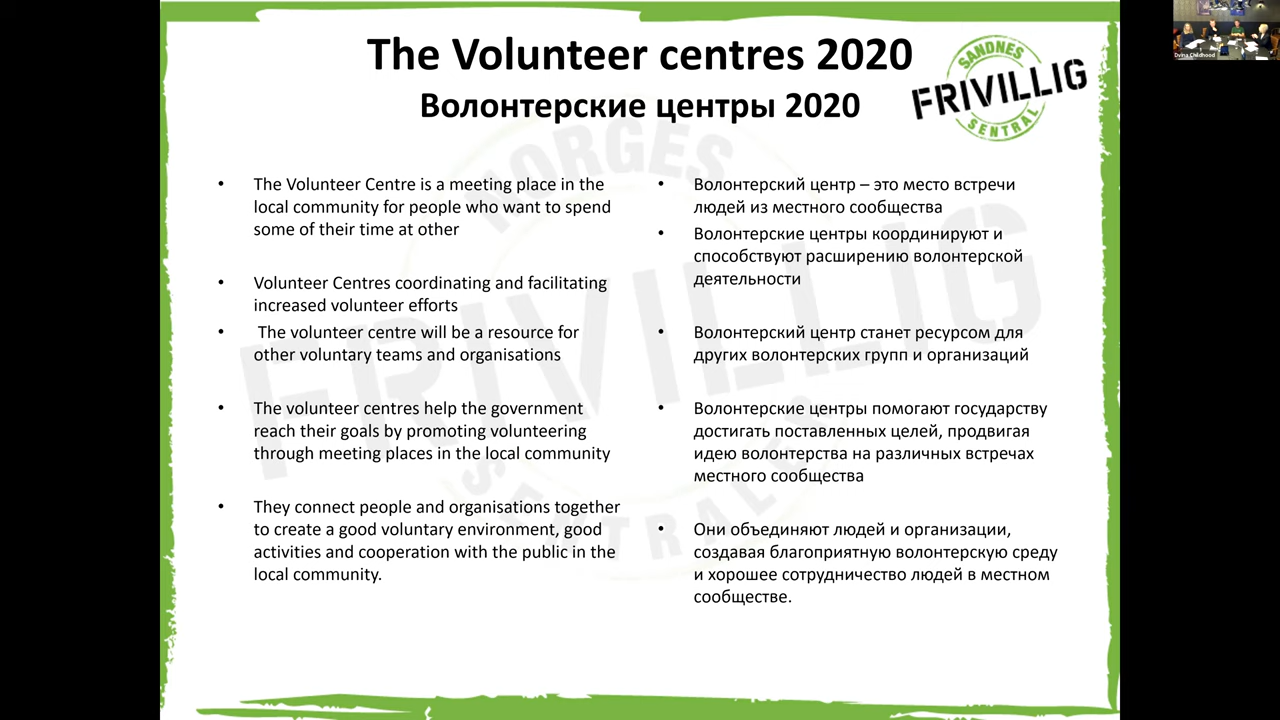 The Volunteer centres 2020
Волонтерские центры 2020
SANDNES
FRIVILLIG
SENTRAL
Dvina Childhood
NORGES
FRIVILLIG
SENTRAL
• The Volunteer Centre is a meeting place in the
local community for people who want to spend
some of their time at other
• Volunteer Centres coordinating and facilitating
increased volunteer efforts
• The volunteer centre will be a resource for
other voluntary teams and organisations
• The volunteer centres help the government
reach their goals by promoting volunteering
through meeting places in the local community
• They connect people and organisations together
to create a good voluntary environment, good
activities and cooperation with the public in the
local community.
• Волонтерский центр – это место встречи
людей из местного сообщества
• Волонтерские центры координируют и
способствуют расширению волонтерской
деятельности
• Волонтерский центр станет ресурсом для
других волонтерских групп и организаций
• Волонтерские центры помогают государству
достигать поставленных целей, продвигая
идею волонтерства на различных встречах
местного сообщества
• Они объединяют людей и организации,
создавая благоприятную волонтерскую среду
и хорошее сотрудничество людей в местном
сообществе.